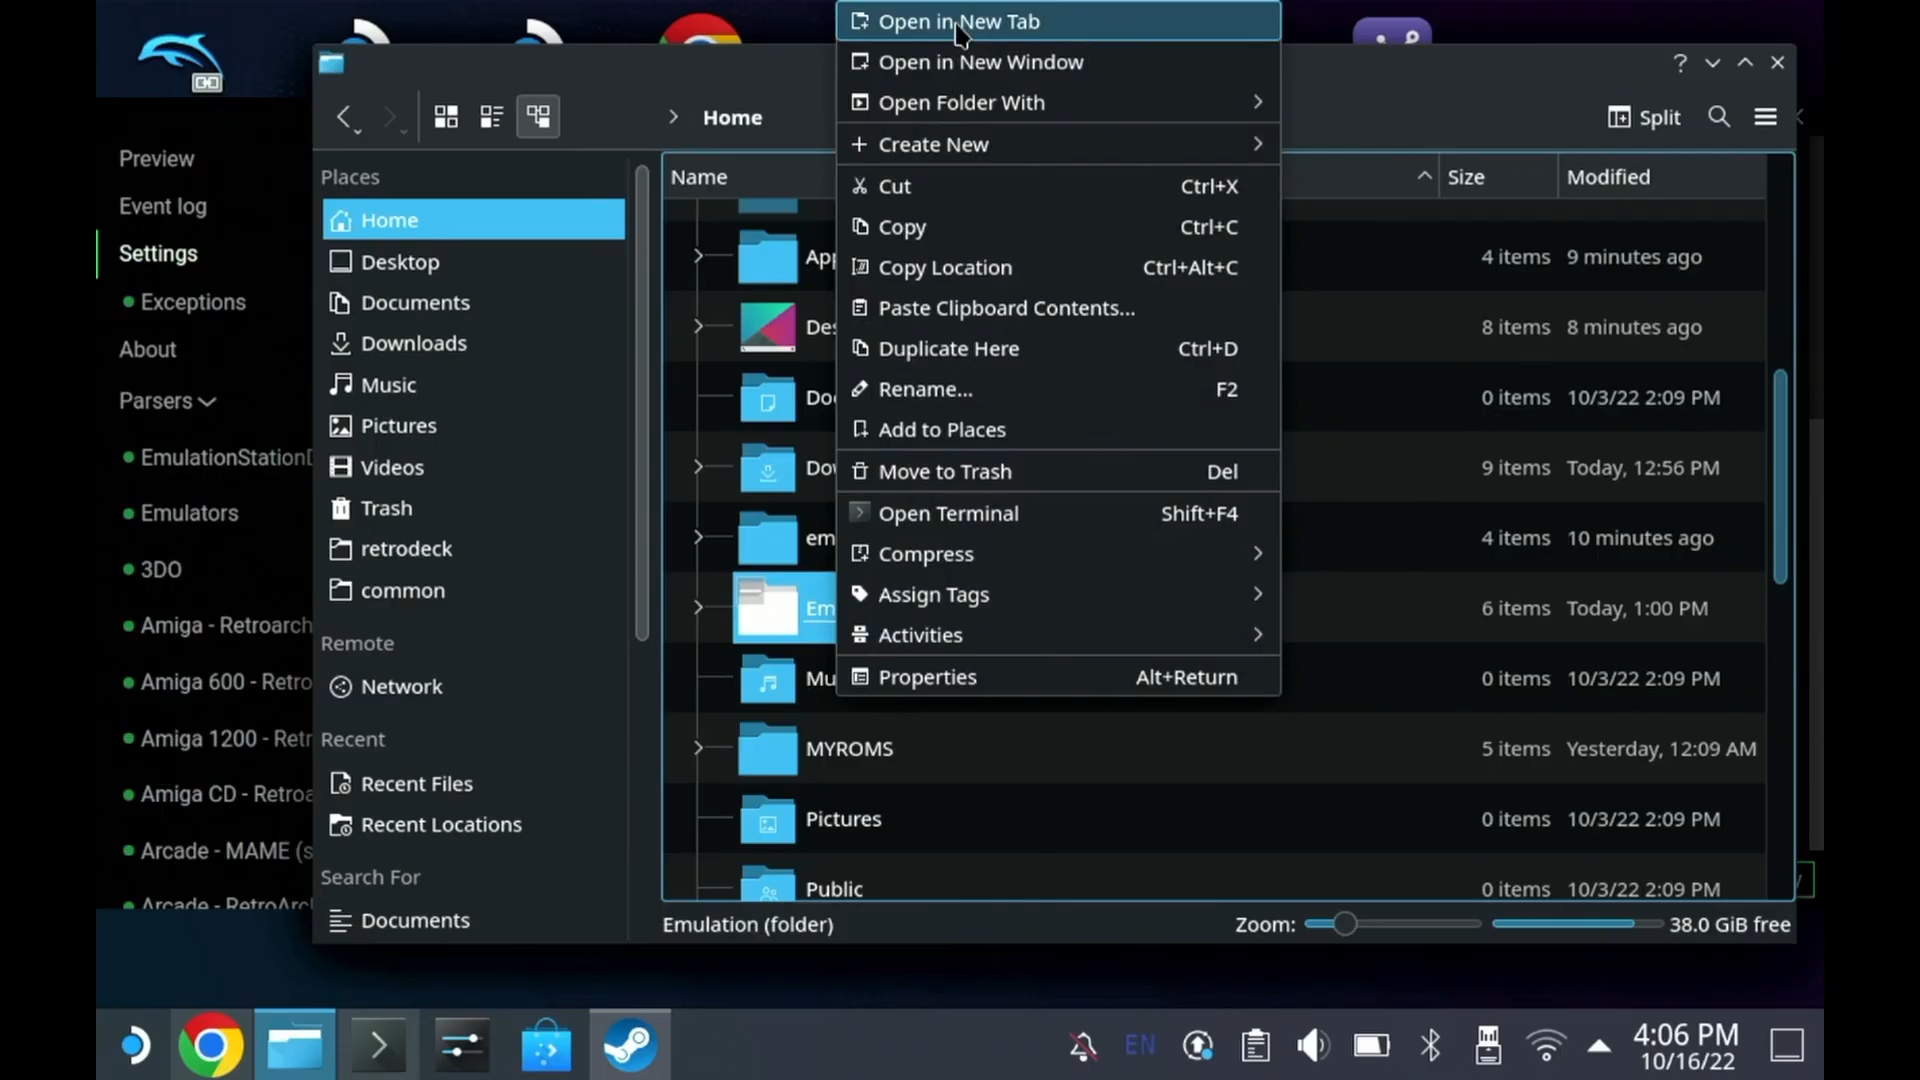 Preview
Event log
Settings
Exceptions
About
Parsers
Emulators
3DO
Amiga - Retroarch
Amiga 600 - Retro
Amiga 1200 - Retr
Amiga CD - Retroa
Arcade - MAME (s
Arcade - RetroArc
Home
Split
Places
Home
Desktop
Documents
Downloads
Music
Pictures
Videos
Trash
retrodeck
common
Remote
Network
Recent
Recent Files
Recent Locations
Search For
Documents
Name Size Modified
App 4 items 9 minutes ago
Des 8 items 8 minutes ago
Doc 0 items 10/3/22 2:09 PM
Dow 9 items Today, 12:56 PM
em 4 items 10 minutes ago
Em 6 items Today, 1:00 PM
Mu 0 items 10/3/22 2:09 PM
MYROMS 5 items Yesterday, 12:09 AM
Pictures 0 items 10/3/22 2:09 PM
Public 0 items 10/3/22 2:09 PM
Open in New Tab
Open in New Window
Open Folder With
Create New
Cut Ctrl+X
Copy Ctrl+C
Copy Location Ctrl+Alt+C
Paste Clipboard Contents...
Duplicate Here Ctrl+D
Rename... F2
Add to Places
Move to Trash Del
Open Terminal Shift+F4
Compress
Assign Tags
Activities
Properties Alt+Return
Emulation (folder) Zoom: 38.0 GiB free
EN
4:06 PM
10/16/22